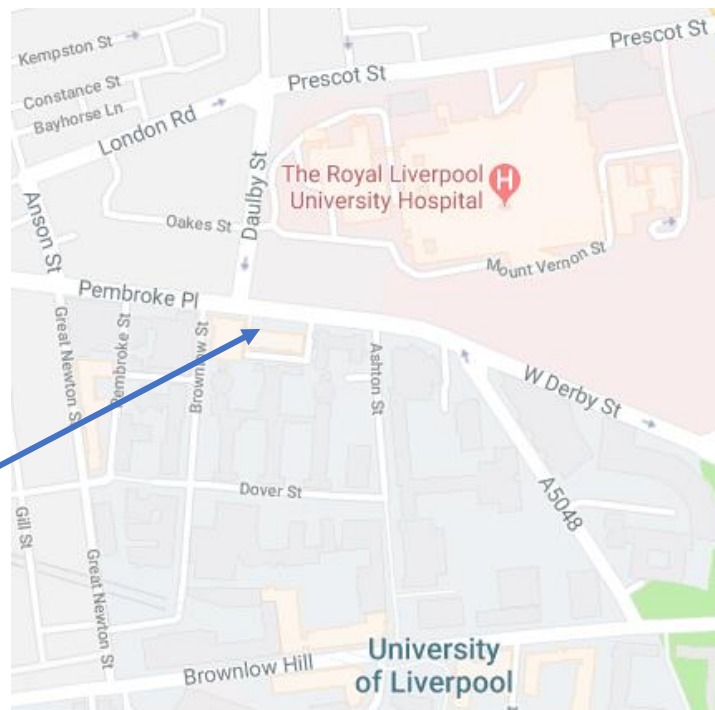 Kempston St
Prescot St
Prescot St
Constance St
Bayhorse Ln
London Rd
Daulby St
The Royal Liverpool
University Hospital
H
Anson St
Oakes St
Mount Vernon St
Pembroke Pl
Great Newton St
Pembroke St
Brownlow St
Ashton St
W Derby St
Dover St
A5048
Gill St
Great Newton St
Brownlow Hill
University
of Liverpool